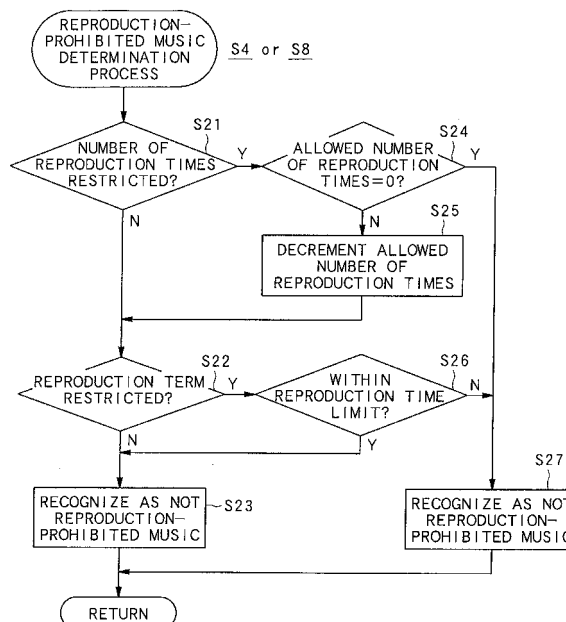 REPRODUCTION-
PROHIBITED MUSIC
DETERMINATION
PROCESS
S4 or S8
S21
NUMBER OF
REPRODUCTION TIMES
RESTRICTED?
Y
N
S24
ALLOWED NUMBER
OF REPRODUCTION
TIMES=0?
Y
N
S25
DECREMENT ALLOWED
NUMBER OF
REPRODUCTION TIMES
S22
REPRODUCTION TERM
RESTRICTED?
Y
N
S26
WITHIN
REPRODUCTION TIME
LIMIT?
N
Y
RECOGNIZE AS NOT
REPRODUCTION-
PROHIBITED MUSIC
S23
S27
RECOGNIZE AS NOT
REPRODUCTION-
PROHIBITED MUSIC
RETURN